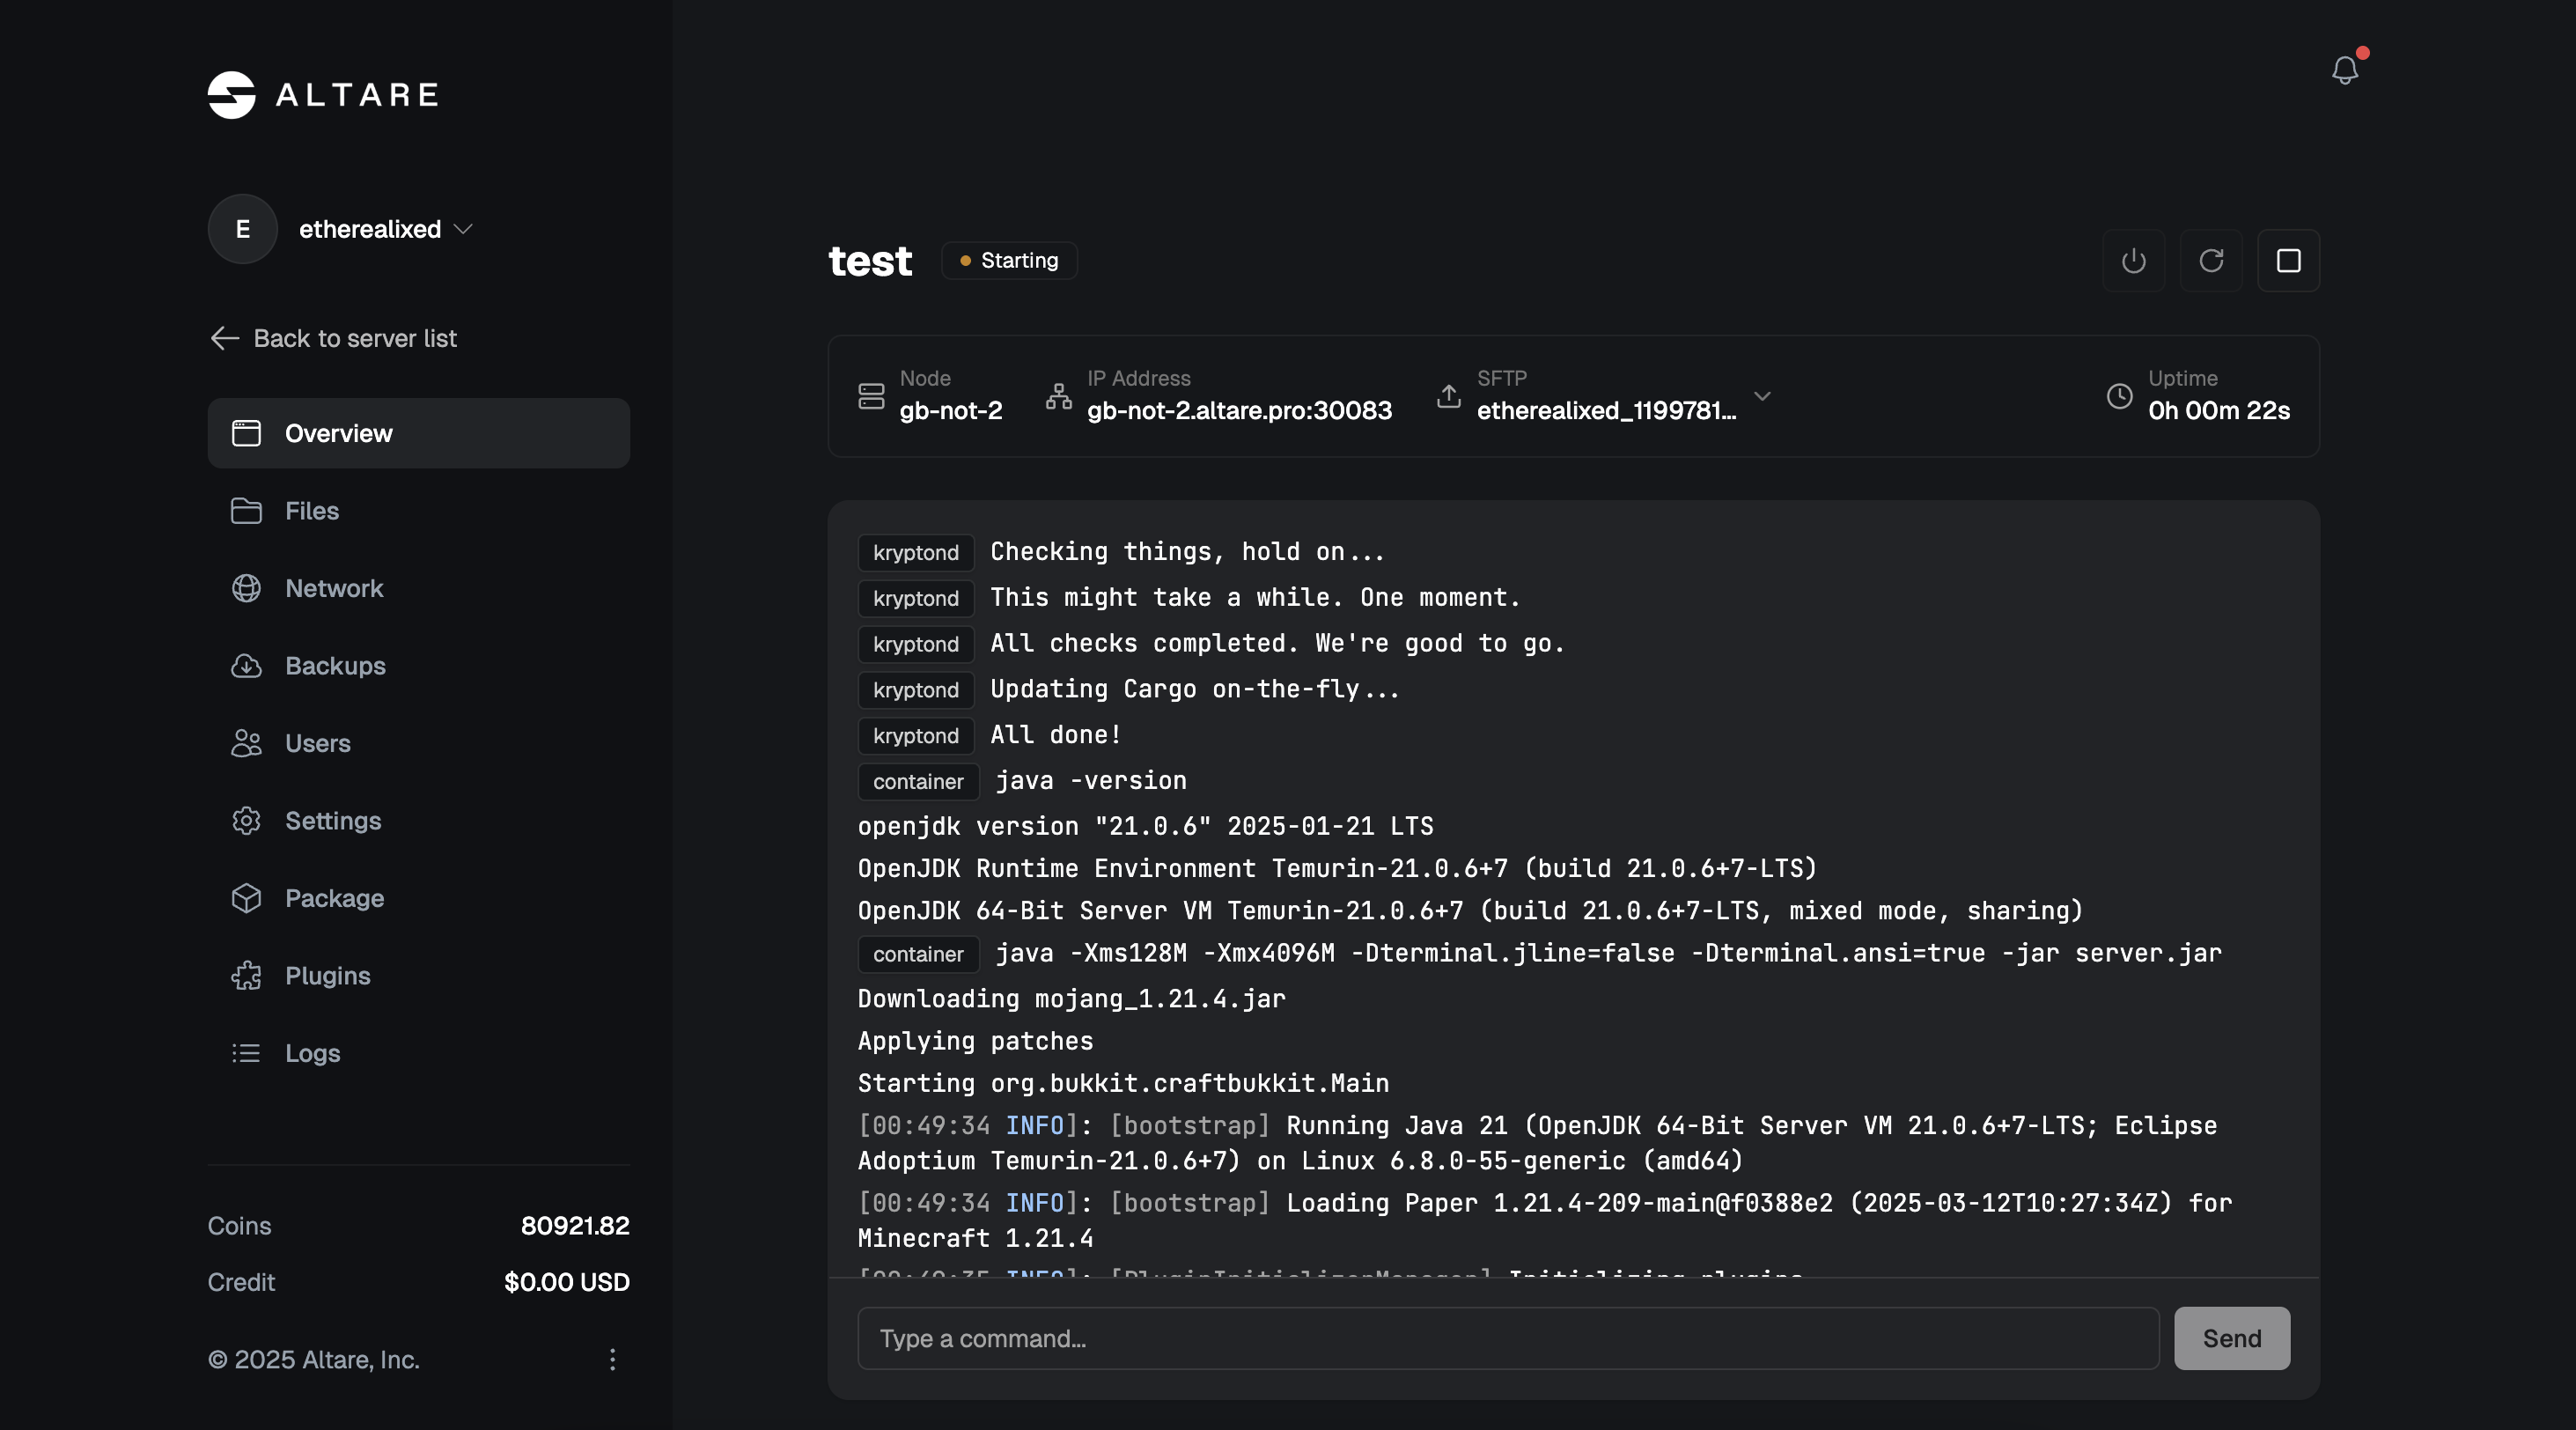 ALTARE
E
etherealixed
Back to server list
Overview
Files
Network
Backups
Users
Settings
Package
Plugins
Logs
Coins 80921.82
Credit $0.00 USD
© 2025 Altare, Inc.
test
Starting
Node
gb-not-2
IP Address
gb-not-2.altare.pro:30083
SFTP
etherealixed_1199781...
Uptime
0h 00m 22s
kryptond Checking things, hold on...
kryptond This might take a while. One moment.
kryptond All checks completed. We're good to go.
kryptond Updating Cargo on-the-fly...
kryptond All done!
container java -version
openjdk version "21.0.6" 2025-01-21 LTS
OpenJDK Runtime Environment Temurin-21.0.6+7 (build 21.0.6+7-LTS)
OpenJDK 64-Bit Server VM Temurin-21.0.6+7 (build 21.0.6+7-LTS, mixed mode, sharing)
container java -Xms128M -Xmx4096M -Dterminal.jline=false -Dterminal.ansi=true -jar server.jar
Downloading mojang_1.21.4.jar
Applying patches
Starting org.bukkit.craftbukkit.Main
[00:49:34 INFO]: [bootstrap] Running Java 21 (OpenJDK 64-Bit Server VM 21.0.6+7-LTS; Eclipse
Adoptium Temurin-21.0.6+7) on Linux 6.8.0-55-generic (amd64)
[00:49:34 INFO]: [bootstrap] Loading Paper 1.21.4-209-main@f0388e2 (2025-03-12T10:27:34Z) for
Minecraft 1.21.4
[00:49:35 INFO]: [PluginInitializerManager] Initializing plugins...
Type a command...
Send